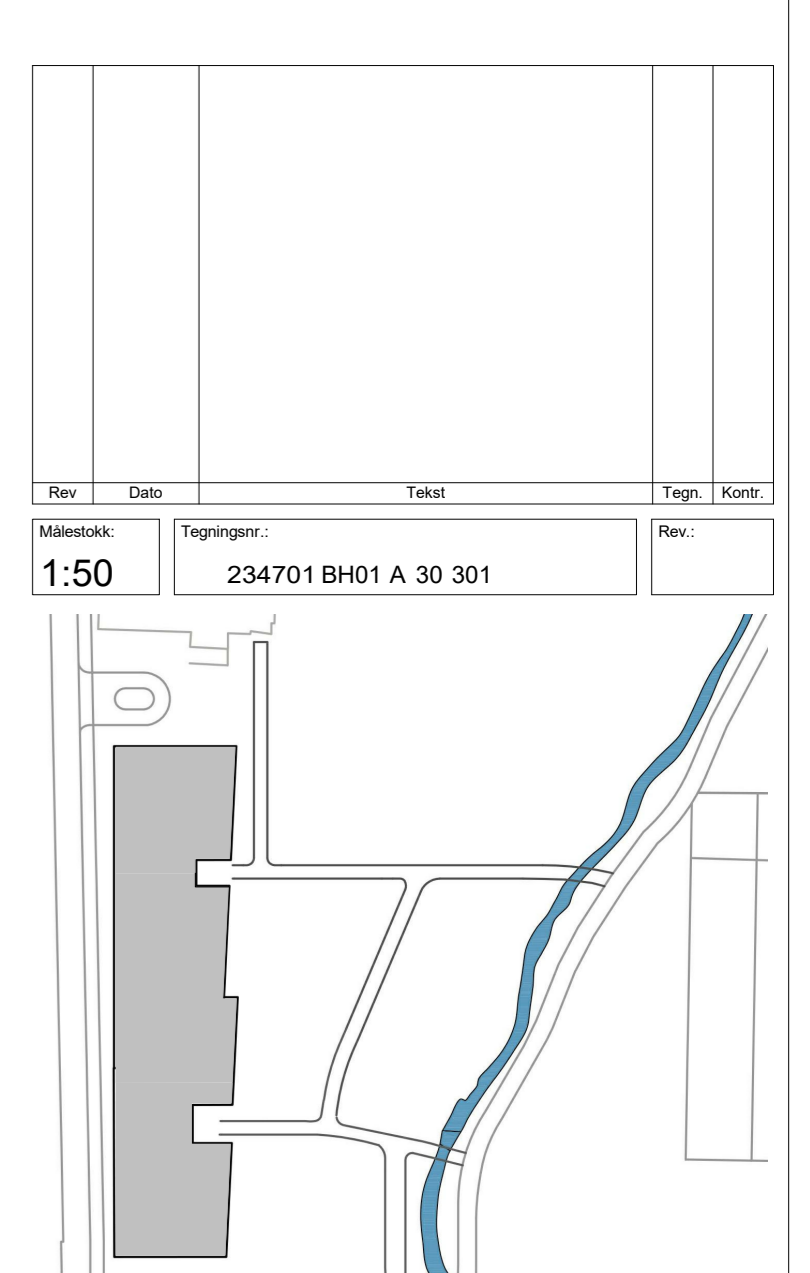 Rev Dato Tekst Tegn. Kontr.
Målestokk: Tegningsnr.: Rev.:
1:50 234701 BH01 A 30 301